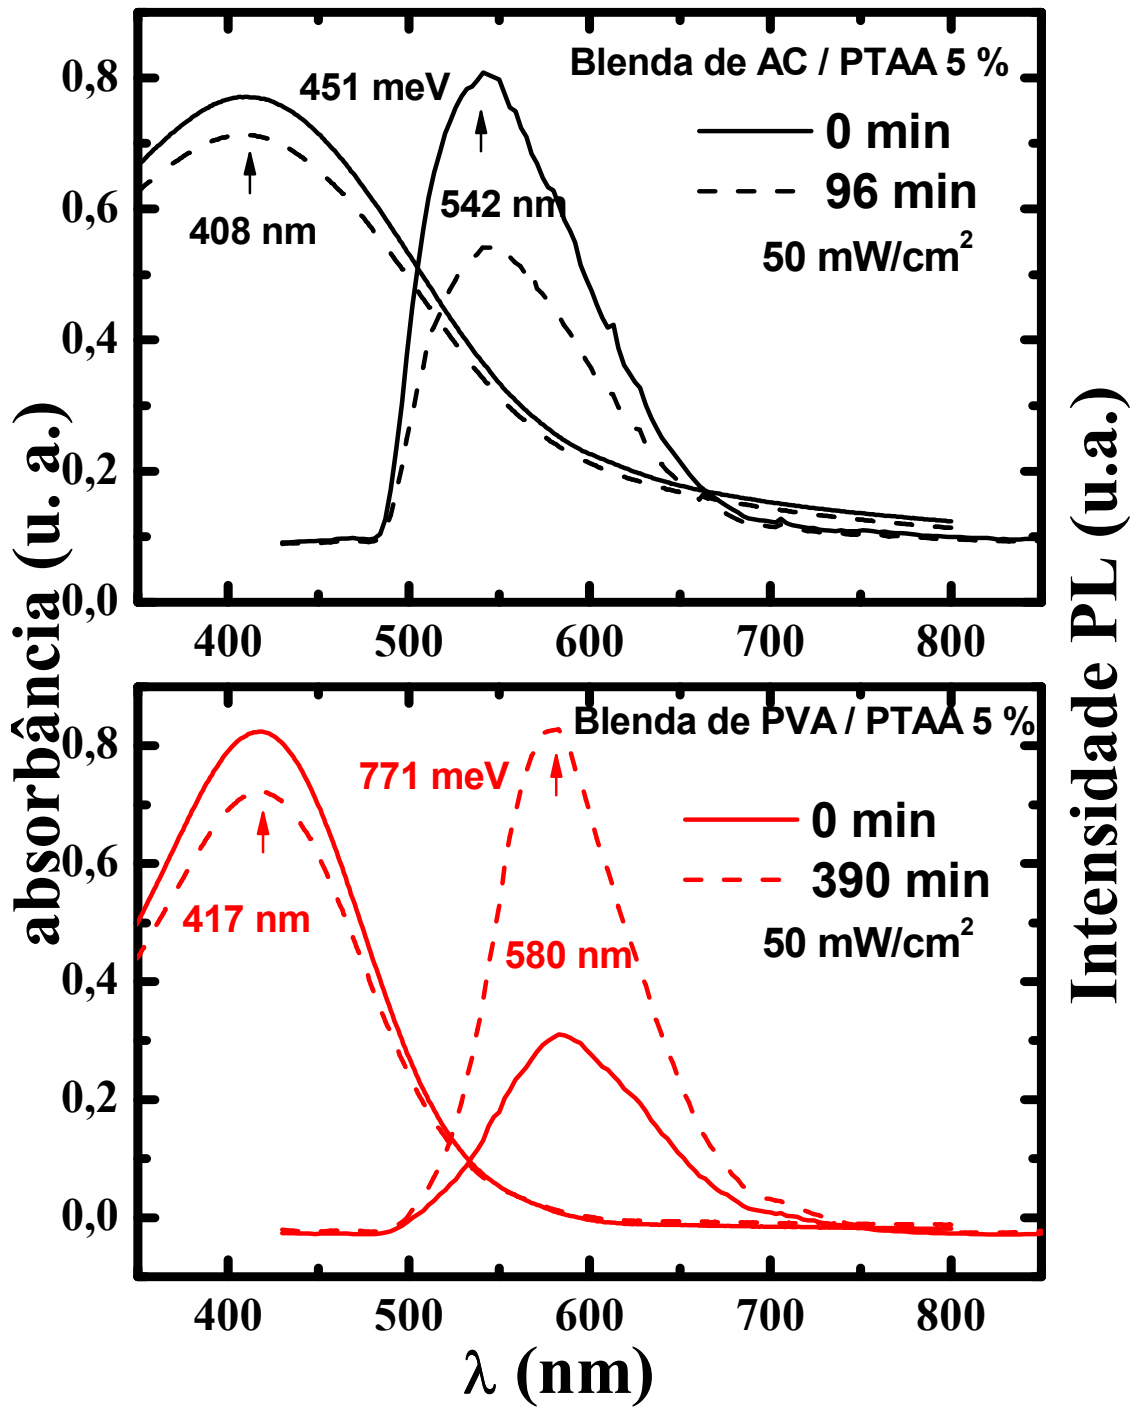 Blenda de AC / PTAA 5 %
0,8
451 meV
0 min
96 min
0,6
542 nm
408 nm
50 mW/cm²
0,4
0,2
0,0
400 500 600 700 800
absorbância (u. a.)
Intensidade PL (u.a.)
Blenda de PVA / PTAA 5 %
0,8
771 meV
0 min
0,6
390 min
417 nm
580 nm
50 mW/cm²
0,4
0,2
0,0
400 500 600 700 800
λ (nm)